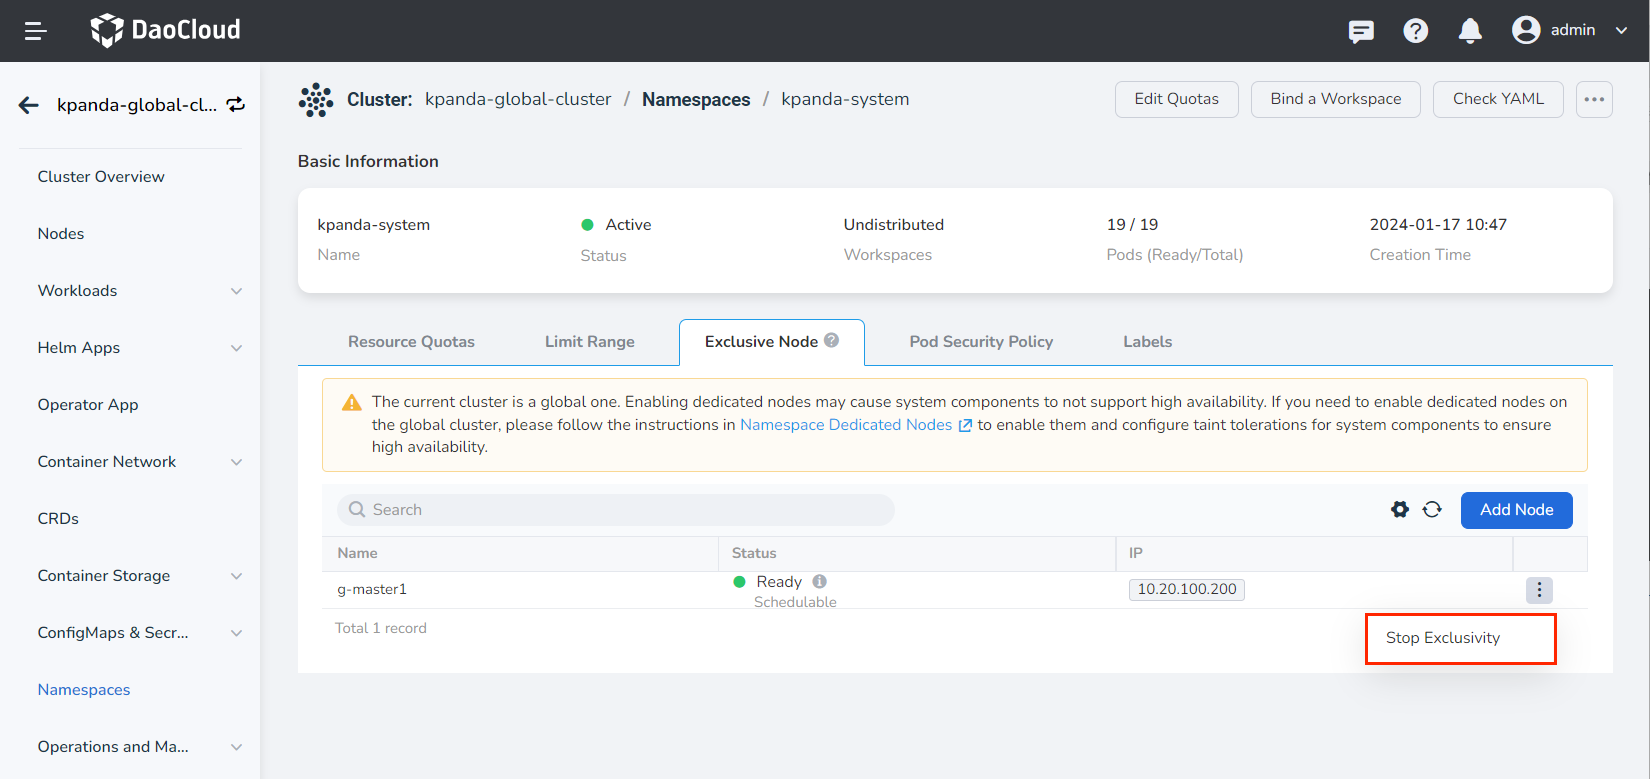 DaoCloud
admin
kpanda-global-cl...
Cluster: kpanda-global-cluster / Namespaces / kpanda-system
Edit Quotas
Bind a Workspace
Check YAML
Basic Information
Cluster Overview
Nodes
Workloads
Helm Apps
Operator App
Container Network
CRDs
Container Storage
ConfigMaps & Secr...
Namespaces
Operations and Ma...
kpanda-system
Name
Active
Status
Undistributed
Workspaces
19 / 19
Pods (Ready/Total)
2024-01-17 10:47
Creation Time
Resource Quotas
Limit Range
Exclusive Node
Pod Security Policy
Labels
The current cluster is a global one. Enabling dedicated nodes may cause system components to not support high availability. If you need to enable dedicated nodes on
the global cluster, please follow the instructions in Namespace Dedicated Nodes to enable them and configure taint tolerations for system components to ensure
high availability.
Search
Add Node
Name Status IP
g-master1
Ready
Schedulable
10.20.100.200
Total 1 record
Stop Exclusivity